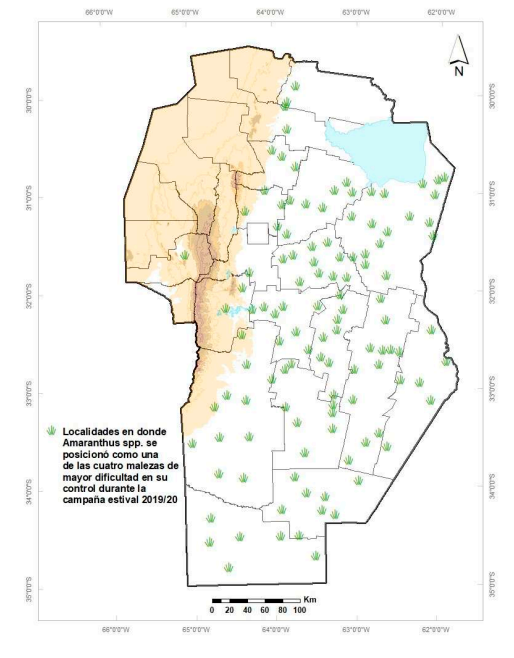 66°0'0"O 65°0'0"O 64°0'0"O 63°0'0"O 62°0'0"O
N
30°0'0"S 30°0'0"S
31°0'0"S 31°0'0"S
32°0'0"S 32°0'0"S
33°0'0"S 33°0'0"S
Localidades en donde
Amaranthus spp. se
posicionó como una
de las cuatro malezas de
mayor dificultad en su
control durante la
campaña estival 2019/20
34°0'0"S 34°0'0"S
35°0'0"S 35°0'0"S
Km
0 20 40 60 80 100
66°0'0"O 65°0'0"O 64°0'0"O 63°0'0"O 62°0'0"O